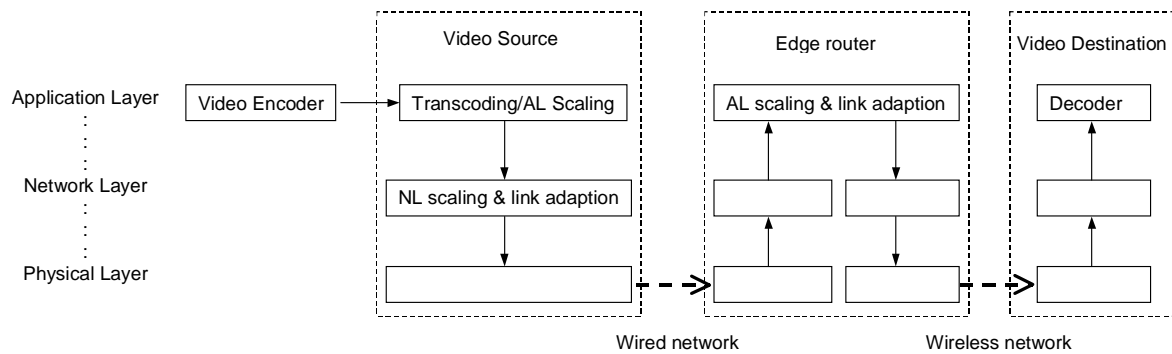 Video Source
Edge router
Video Destination
Application Layer
Video Encoder
Transcoding/AL Scaling
AL scaling & link adaption
Decoder
Network Layer
NL scaling & link adaption
Physical Layer
Wired network
Wireless network